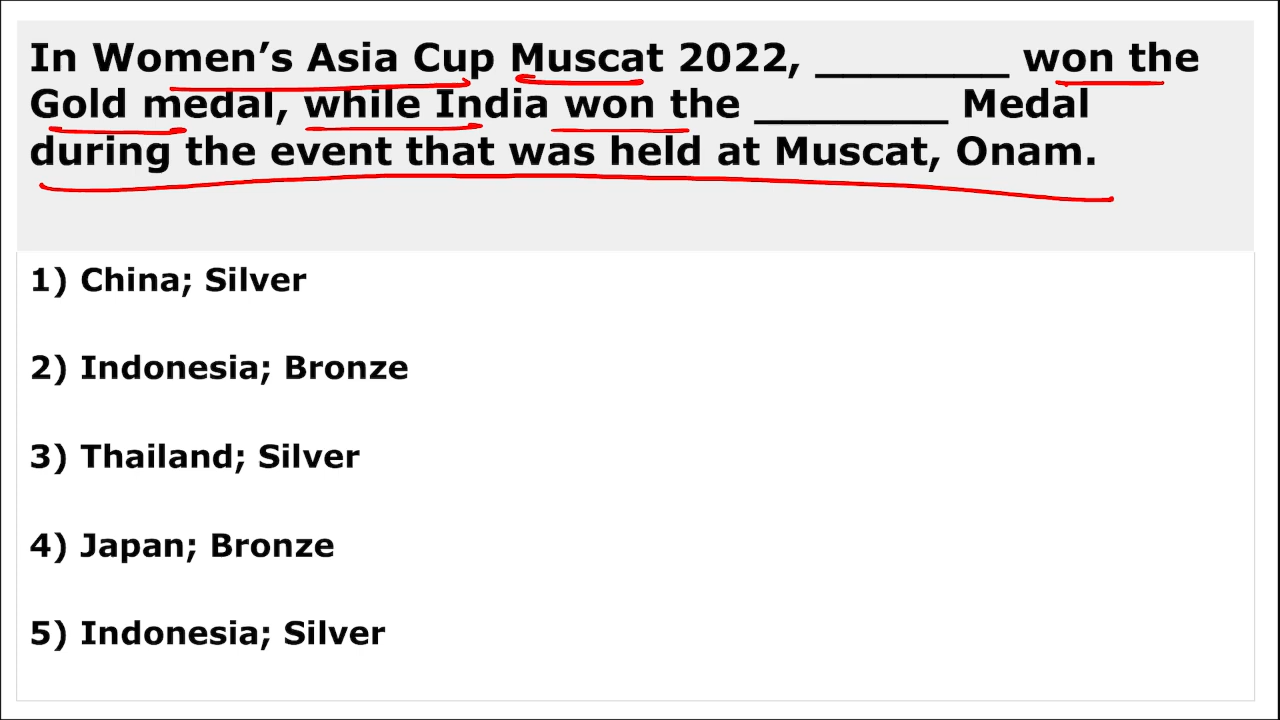 In Women’s Asia Cup Muscat 2022, _________ won the
Gold medal, while India won the _________ Medal
during the event that was held at Muscat, Onam.
1) China; Silver
2) Indonesia; Bronze
3) Thailand; Silver
4) Japan; Bronze
5) Indonesia; Silver